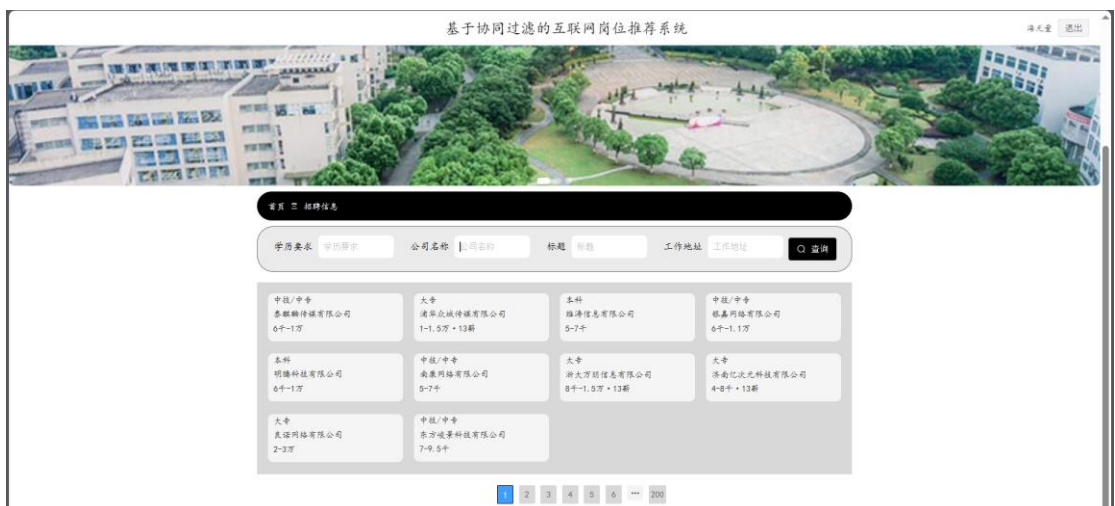 基于协同过滤的互联网岗位推荐系统
海天量 退出
首页 招聘信息
学历要求 学历要求 公司名称 公司名称 标题 标题 工作地址 工作地址 查询
中技/中专 大专 本科 中技/中专
泰麒麟传媒有限公司 浦华众城传媒有限公司 维涛信息有限公司 银嘉网络有限公司
6千-1万 1-1.5万·13薪 5-7千 6千-1.1万
本科 中技/中专 大专 大专
明腾科技有限公司 南康网络有限公司 浙大万朋信息有限公司 济南亿次元科技有限公司
6千-1万 5-7千 8千-1.5万·13薪 4-8千·13薪
大专 中技/中专
良诺网络有限公司 东方峻景科技有限公司
2-3万 7-9.5千
1 2 3 4 5 6 ••• 200